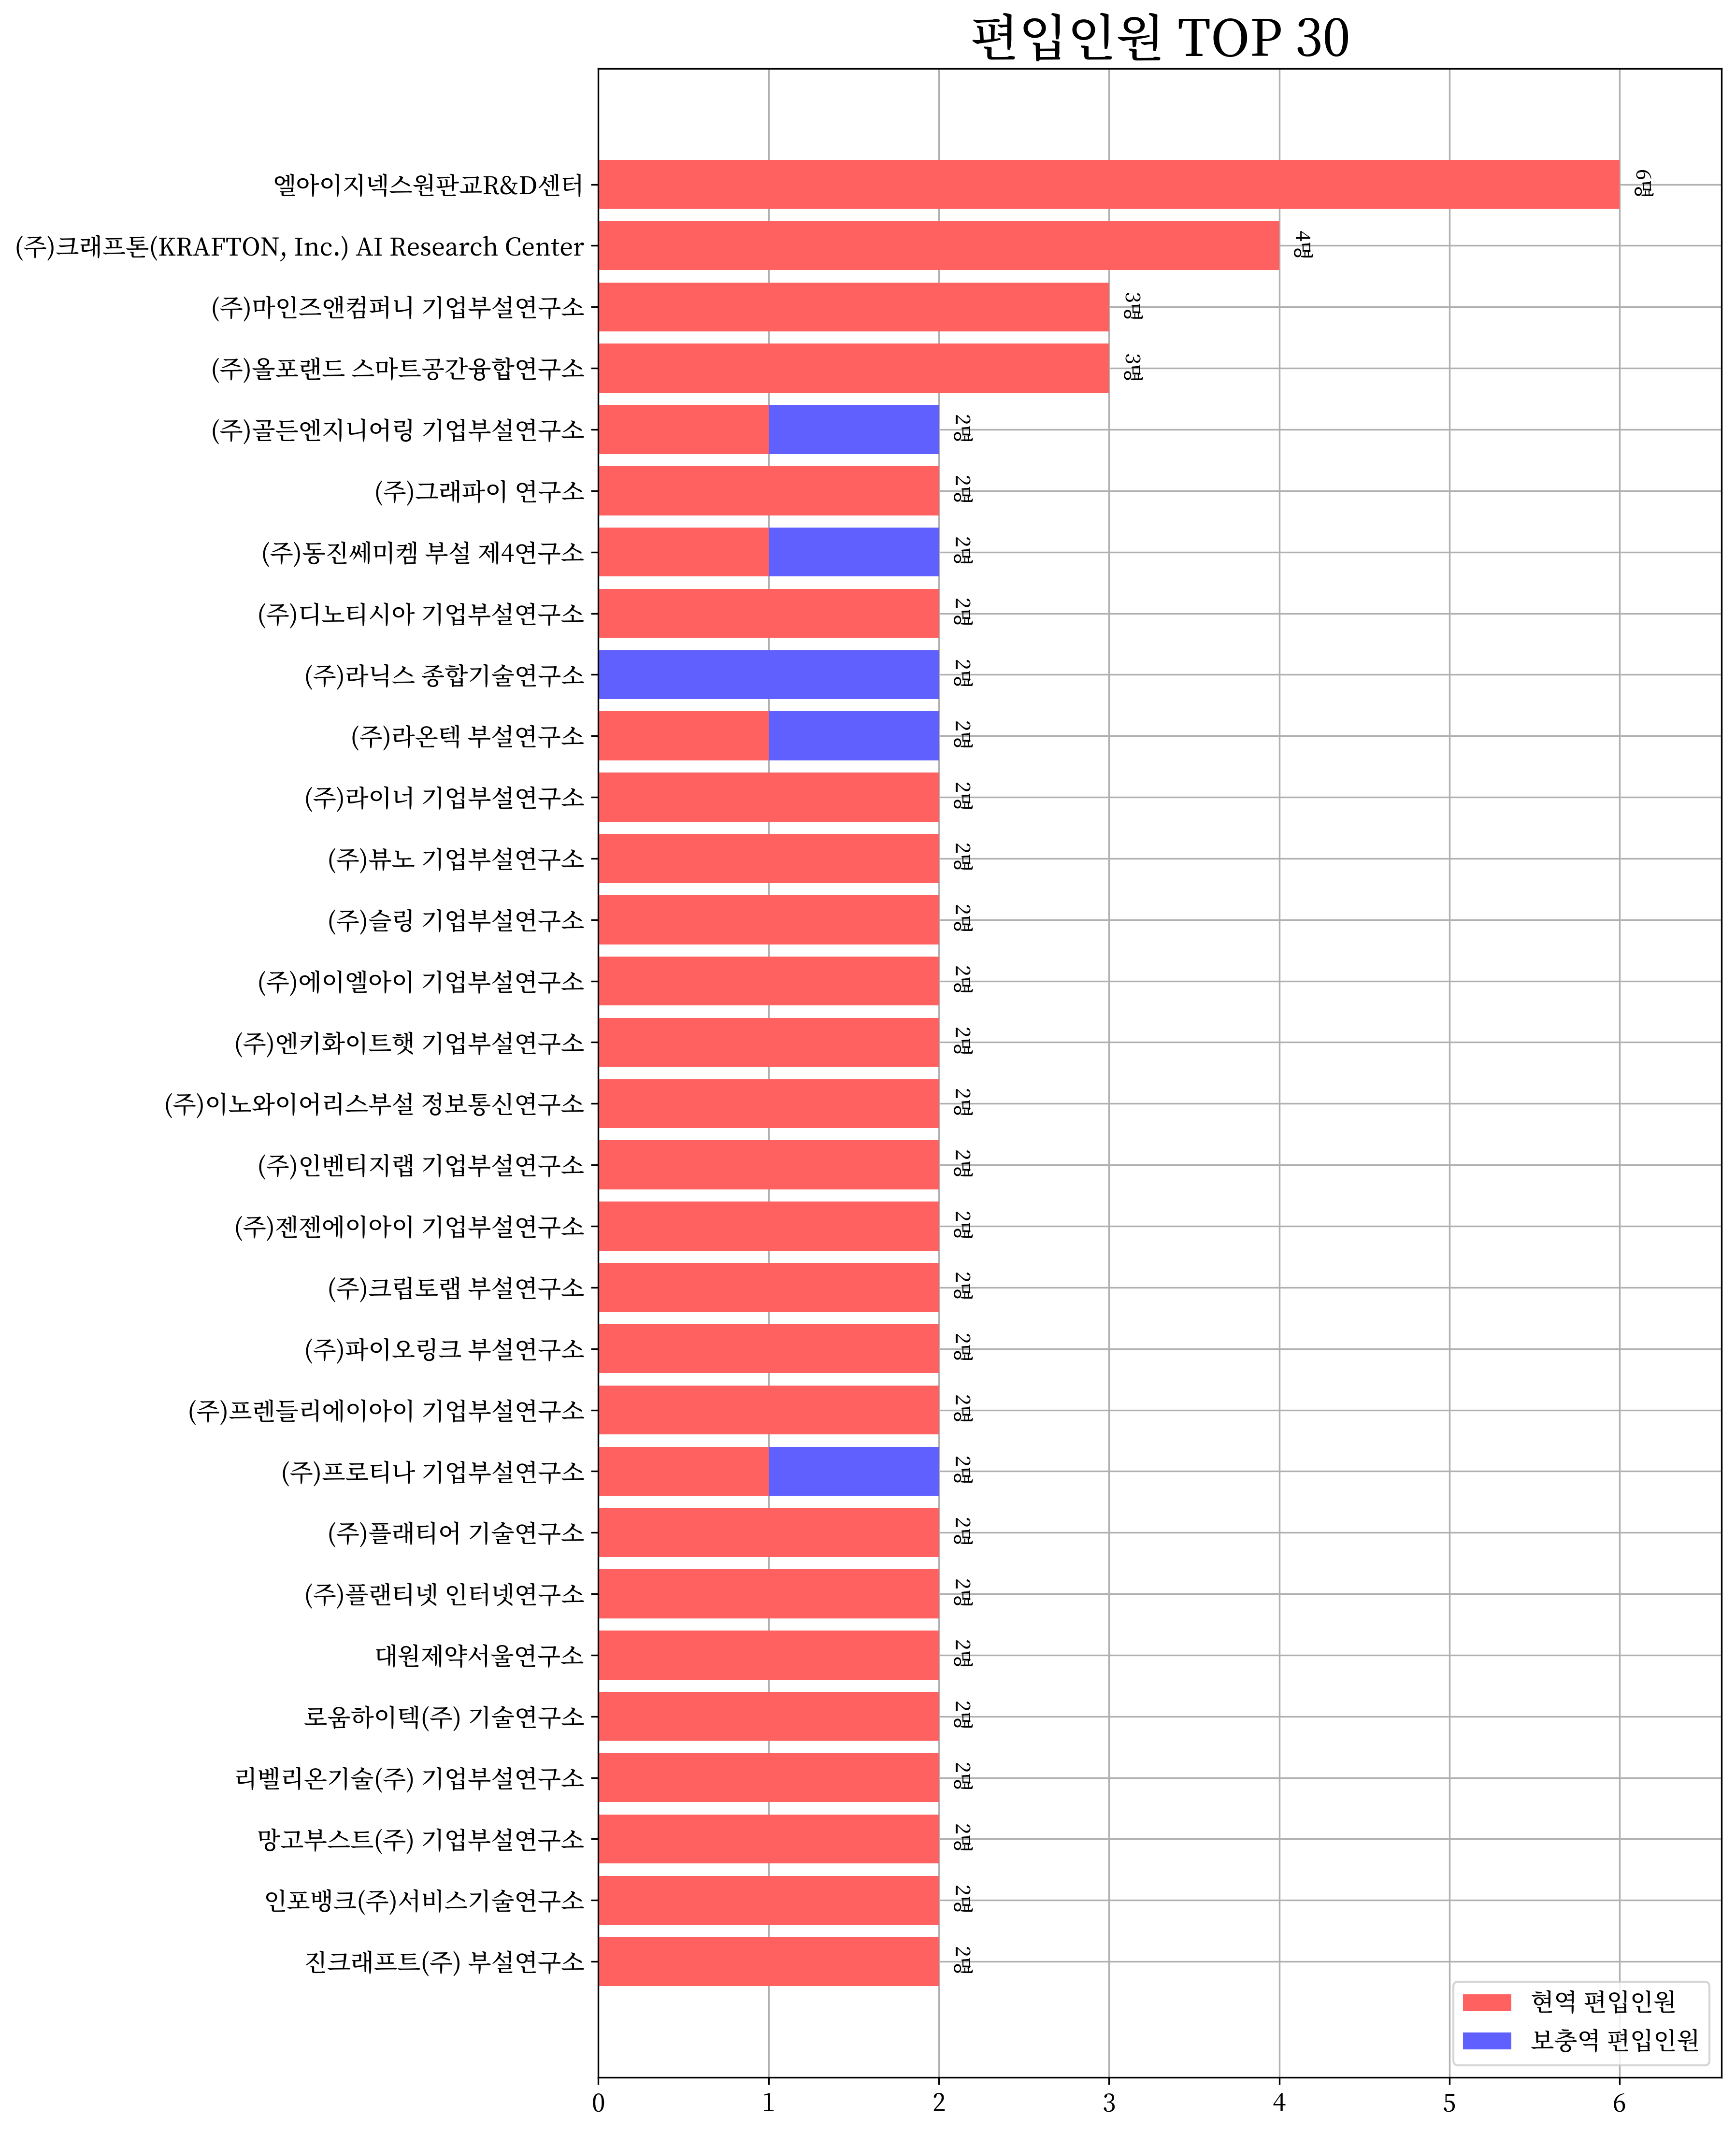 편입인원 TOP 30
엘아이지넥스원판교R&D센터 6명
(주)크래프톤(KRAFTON, Inc.) AI Research Center 4명
(주)마인즈앤컴퍼니 기업부설연구소 3명
(주)올포랜드 스마트공간융합연구소 3명
(주)골든엔지니어링 기업부설연구소 2명
(주)그래파이 연구소 2명
(주)동진쎄미켐 부설 제4연구소 2명
(주)디노티시아 기업부설연구소 2명
(주)라닉스 종합기술연구소 2명
(주)라온텍 부설연구소 2명
(주)라이너 기업부설연구소 2명
(주)뷰노 기업부설연구소 2명
(주)슬링 기업부설연구소 2명
(주)에이엘아이 기업부설연구소 2명
(주)엔키화이트햇 기업부설연구소 2명
(주)이노와이어리스부설 정보통신연구소 2명
(주)인벤티지랩 기업부설연구소 2명
(주)젠젠에이아이 기업부설연구소 2명
(주)크립토랩 부설연구소 2명
(주)파이오링크 부설연구소 2명
(주)프렌들리에이아이 기업부설연구소 2명
(주)프로티나 기업부설연구소 2명
(주)플래티어 기술연구소 2명
(주)플랜티넷 인터넷연구소 2명
대원제약서울연구소 2명
로움하이텍(주) 기술연구소 2명
리벨리온기술(주) 기업부설연구소 2명
망고부스트(주) 기업부설연구소 2명
인포뱅크(주)서비스기술연구소 2명
진크래프트(주) 부설연구소 2명
현역 편입인원
보충역 편입인원
0 1 2 3 4 5 6